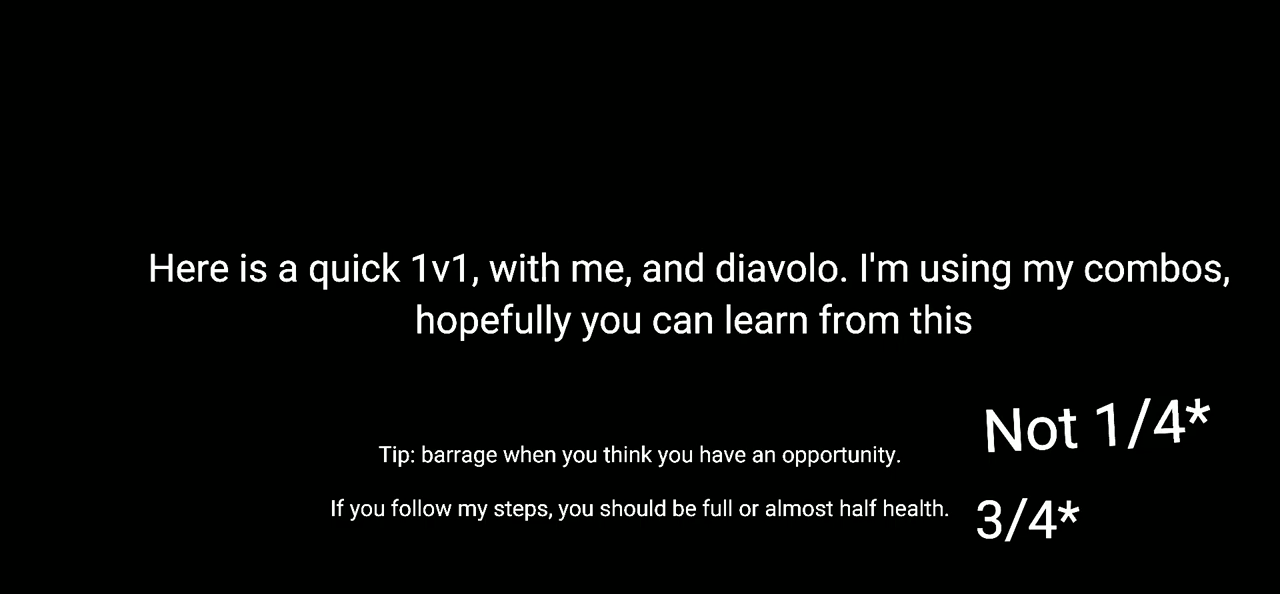 Here is a quick 1v1, with me, and diavolo. I'm using my combos,
hopefully you can learn from this
Not 1/4*
Tip: barrage when you think you have an opportunity.
If you follow my steps, you should be full or almost half health.
3/4*